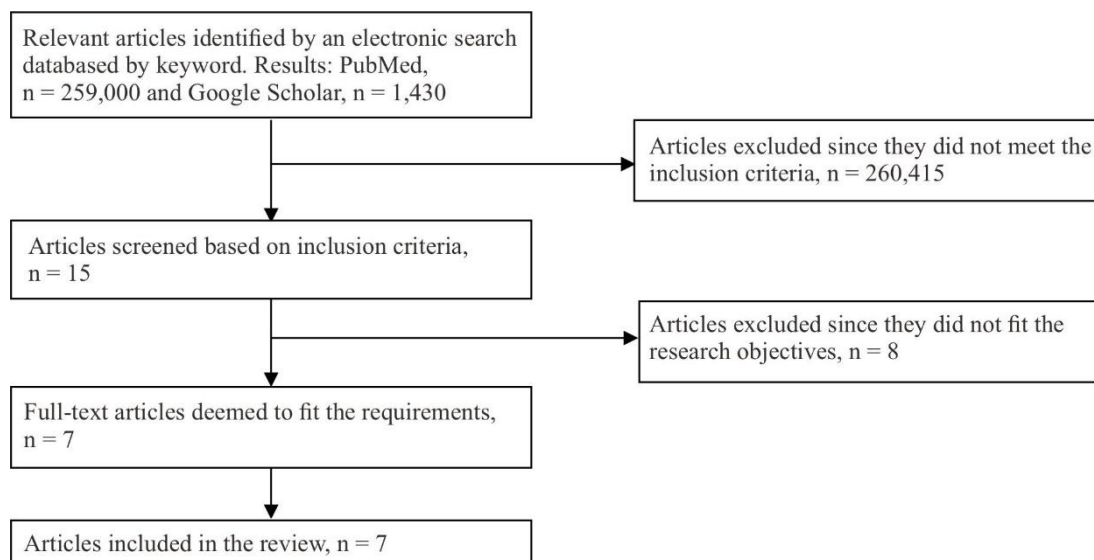 Relevant articles identified by an electronic search
databased by keyword. Results: PubMed,
n = 259,000 and Google Scholar, n = 1,430
Articles excluded since they did not meet the
inclusion criteria, n = 260,415
Articles screened based on inclusion criteria,
n = 15
Articles excluded since they did not fit the
research objectives, n = 8
Full-text articles deemed to fit the requirements,
n = 7
Articles included in the review, n = 7